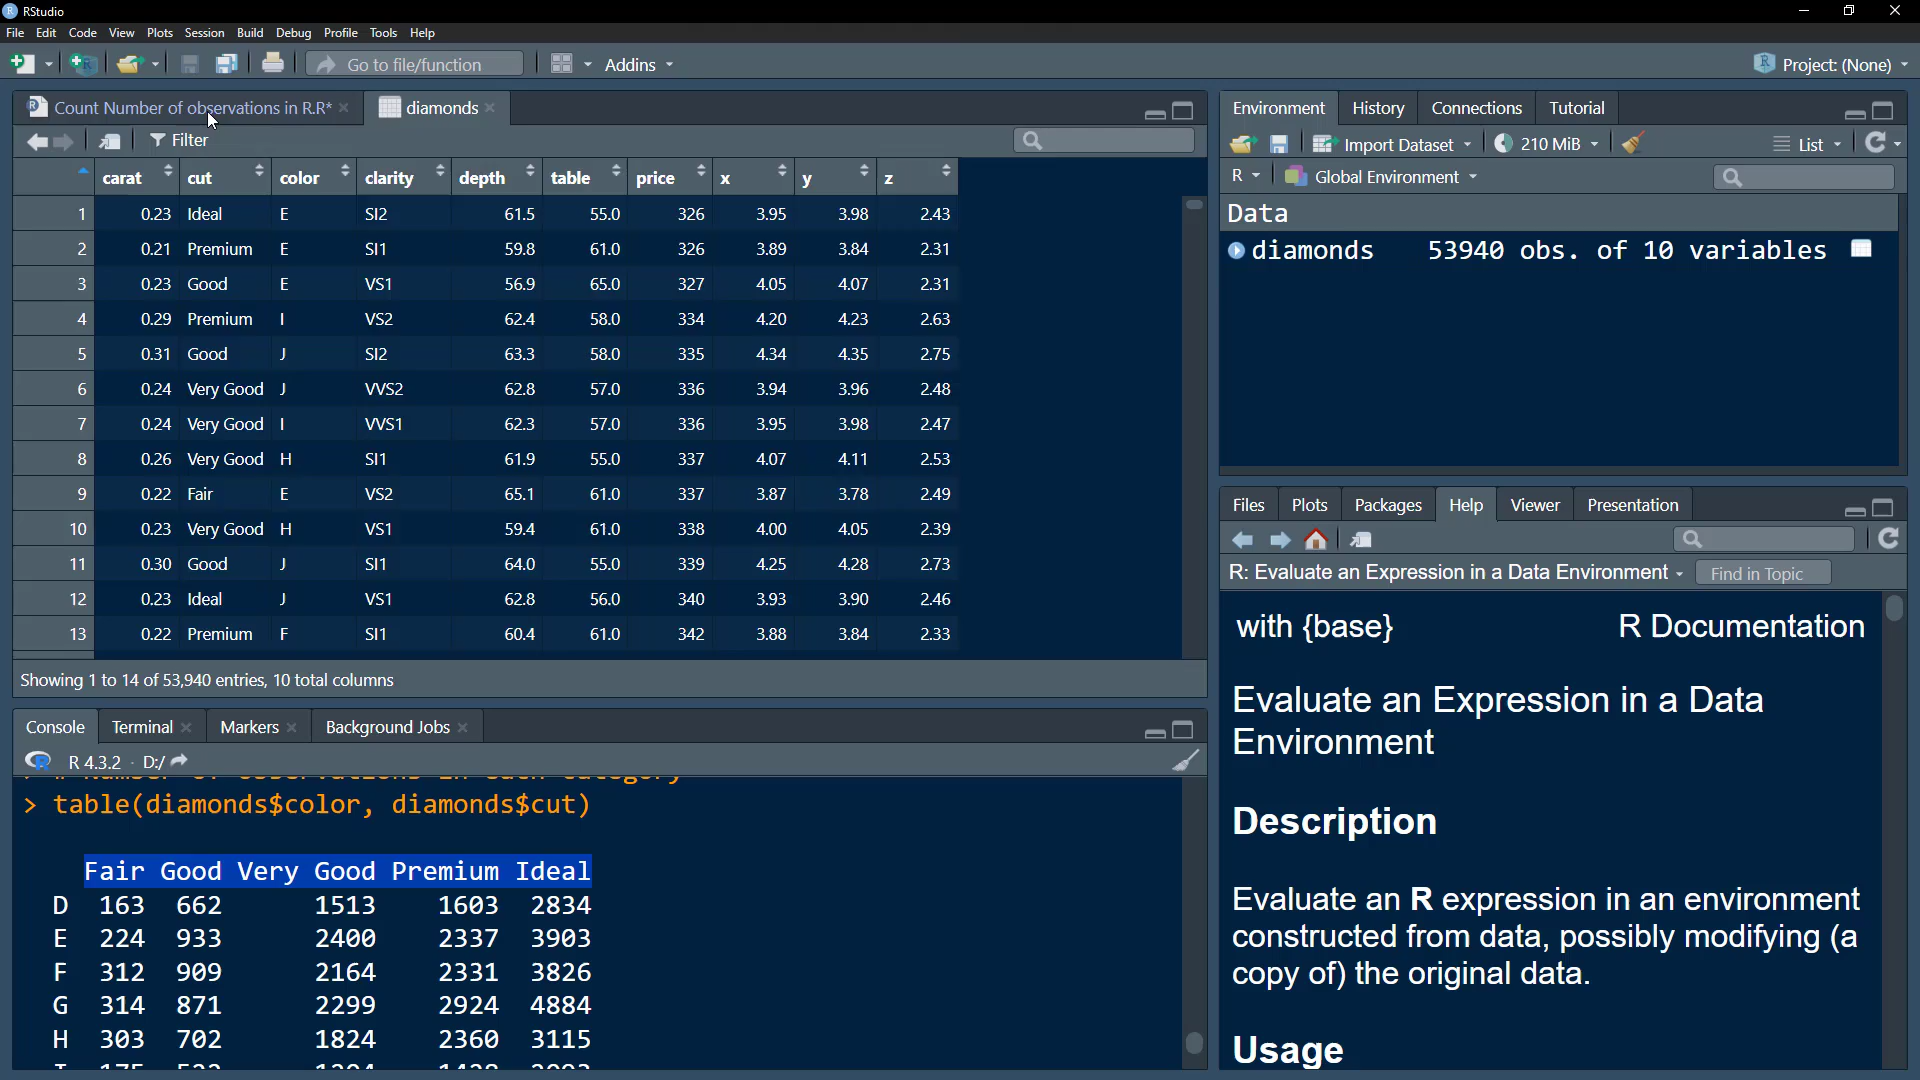 RStudio
File Edit Code View Plots Session Build Debug Profile Tools Help
Go to file/function Addins Project: (None)
Count Number of observations in R.R* diamonds
Filter
carat cut color clarity depth table price x y z
1 0.23 Ideal E SI2 61.5 55.0 326 3.95 3.98 2.43
2 0.21 Premium E SI1 59.8 61.0 326 3.89 3.84 2.31
3 0.23 Good E VS1 56.9 65.0 327 4.05 4.07 2.31
4 0.29 Premium I VS2 62.4 58.0 334 4.20 4.23 2.63
5 0.31 Good J SI2 63.3 58.0 335 4.34 4.35 2.75
6 0.24 Very Good J VVS2 62.8 57.0 336 3.94 3.96 2.48
7 0.24 Very Good I VVS1 62.3 57.0 336 3.95 3.98 2.47
8 0.26 Very Good H SI1 61.9 55.0 337 4.07 4.11 2.53
9 0.22 Fair E VS2 65.1 61.0 337 3.87 3.78 2.49
10 0.23 Very Good H VS1 59.4 61.0 338 4.00 4.05 2.39
11 0.30 Good J SI1 64.0 55.0 339 4.25 4.28 2.73
12 0.23 Ideal J VS1 62.8 56.0 340 3.93 3.90 2.46
13 0.22 Premium F SI1 60.4 61.0 342 3.88 3.84 2.33
Showing 1 to 14 of 53,940 entries, 10 total columns
Console Terminal Markers Background Jobs
R 4.3.2 · D:/
> table(diamonds$color, diamonds$cut)
Fair Good Very Good Premium Ideal
D 163 662 1513 1603 2834
E 224 933 2400 2337 3903
F 312 909 2164 2331 3826
G 314 871 2299 2924 4884
H 303 702 1824 2360 3115
Environment History Connections Tutorial
Import Dataset 210 MiB List
R Global Environment
Data
diamonds 53940 obs. of 10 variables
Files Plots Packages Help Viewer Presentation
R: Evaluate an Expression in a Data Environment Find in Topic
with {base} R Documentation
Evaluate an Expression in a Data
Environment
Description
Evaluate an R expression in an environment
constructed from data, possibly modifying (a
copy of) the original data.
Usage